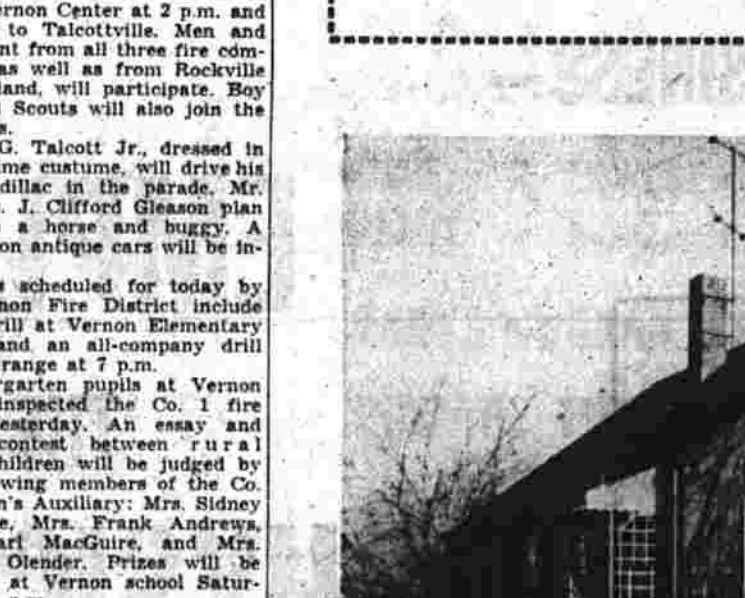 ernon Center at 2 p.m. and
to Talcottville. Men and
nt from all three fire com-
as well as from Rockville
land, will participate. Boy
Scouts will also join the
s.
G. Talcott Jr., dressed in
me custume, will drive his
dillac in the parade. Mr.
. J. Clifford Gleason plan
a horse and buggy. A
on antique cars will be in-
s scheduled for today by
non Fire District include
rill at Vernon Elementary
and an all-company drill
range at 7 p.m.
rgarten pupils at Vernon
inspected the Co. 1 fire
esterday. An essay and
contest between rural
hildren will be judged by
wing members of the Co.
n's Auxiliary: Mrs. Sidney
e, Mrs. Frank Andrews,
arl MacGuire, and Mrs.
Olender. Prizes will be
at Vernon school Satur-